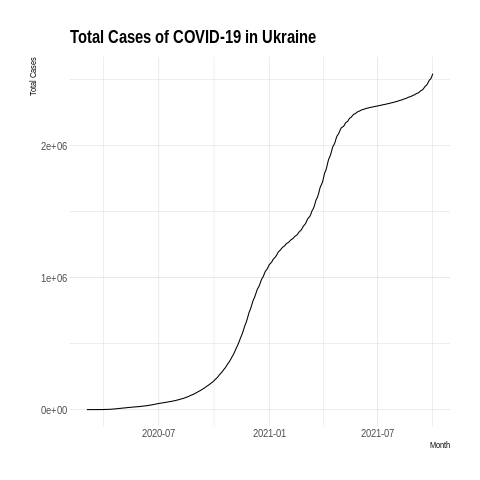 Total Cases of COVID-19 in Ukraine
Total Cases
2e+06
1e+06
0e+00
2020-07
2021-01
2021-07
Month